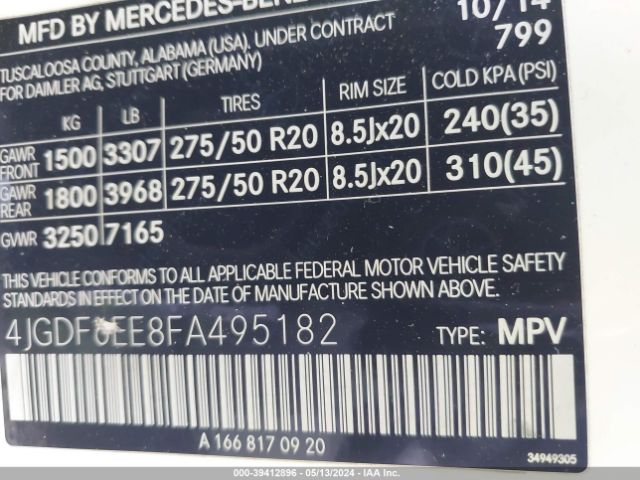 MFD BY MERCEDES-BENZ
10/14
TUSCALOOSA COUNTY, ALABAMA (USA), UNDER CONTRACT
799
FOR DAIMLER AG, STUTTGART (GERMANY)
KG LB TIRES RIM SIZE COLD KPA (PSI)
GAWR FRONT 1500 3307 275/50 R20 8.5Jx20 240(35)
GAWR REAR 1800 3968 275/50 R20 8.5Jx20 310(45)
GVWR 3250 7165
THIS VEHICLE CONFORMS TO ALL APPLICABLE FEDERAL MOTOR VEHICLE SAFETY
STANDARDS IN EFFECT ON THE DATE OF MANUFACTURE SHOWN ABOVE.
4JGDF6EE8FA495182 TYPE: MPV
A 166 817 09 20
34949305
000-39412896 - 05/13/2024 - IAA Inc.